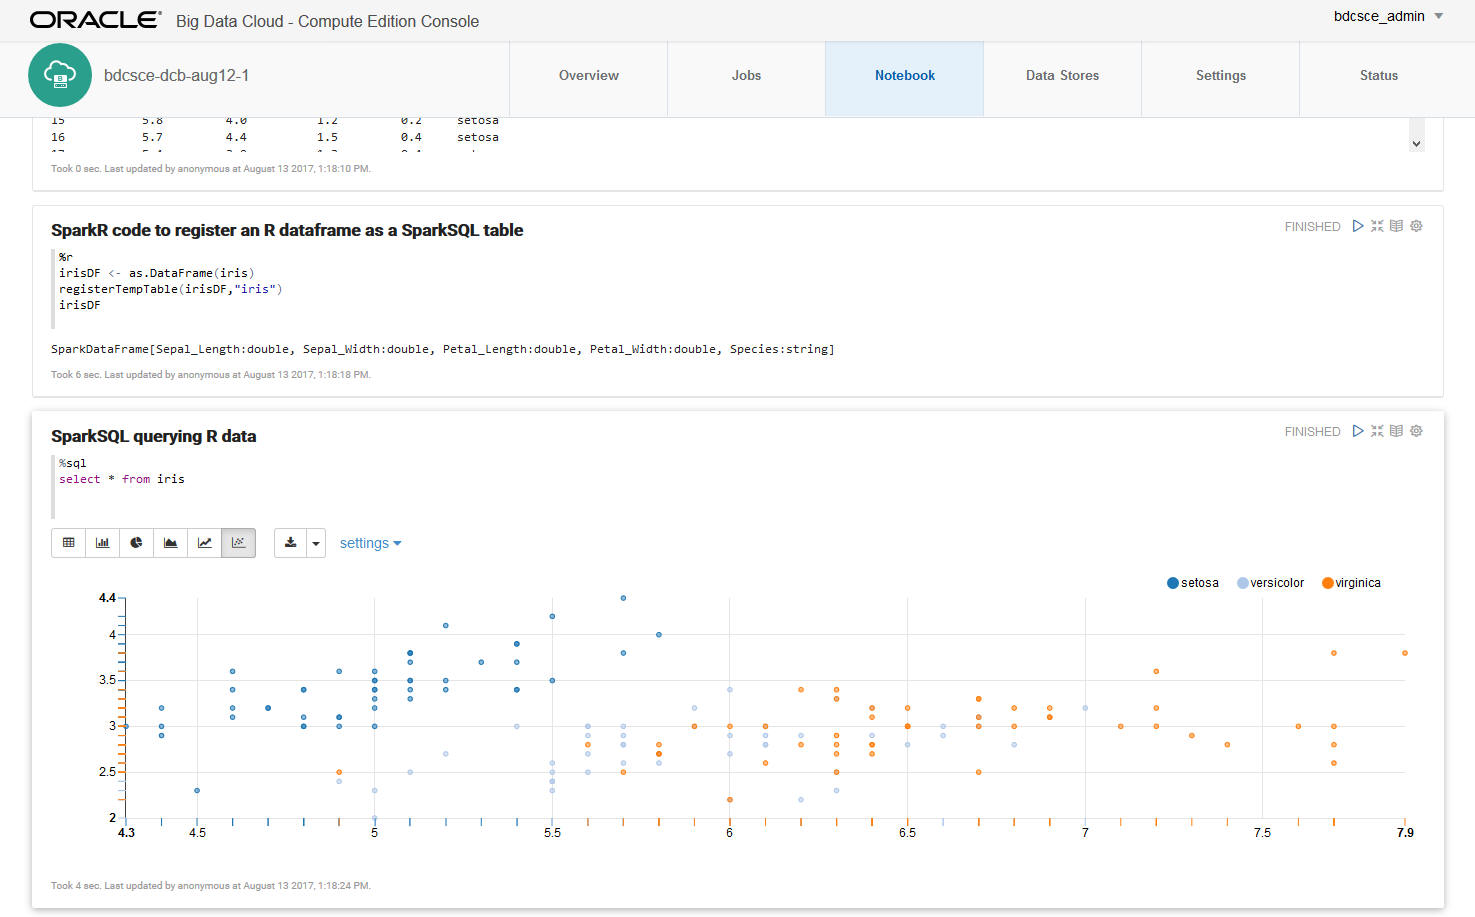 ORACLE® Big Data Cloud - Compute Edition Console
bdcsce_admin
bdcsce-dcb-aug12-1
Overview Jobs Notebook Data Stores Settings Status
15 5.8 4.0 1.2 0.2 setosa
16 5.7 4.4 1.5 0.4 setosa
Took 0 sec. Last updated by anonymous at August 13 2017, 1:18:10 PM.
SparkR code to register an R dataframe as a SparkSQL table
FINISHED
%r
irisDF <- as.DataFrame(iris)
registerTempTable(irisDF,"iris")
irisDF
SparkDataFrame[Sepal_Length:double, Sepal_Width:double, Petal_Length:double, Petal_Width:double, Species:string]
Took 6 sec. Last updated by anonymous at August 13 2017, 1:18:18 PM.
SparkSQL querying R data
FINISHED
%sql
select * from iris
settings
setosa versicolor virginica
4.4
4
3.5
3
2.5
2
4.3 4.5 5 5.5 6 6.5 7 7.5 7.9
Took 4 sec. Last updated by anonymous at August 13 2017, 1:18:24 PM.